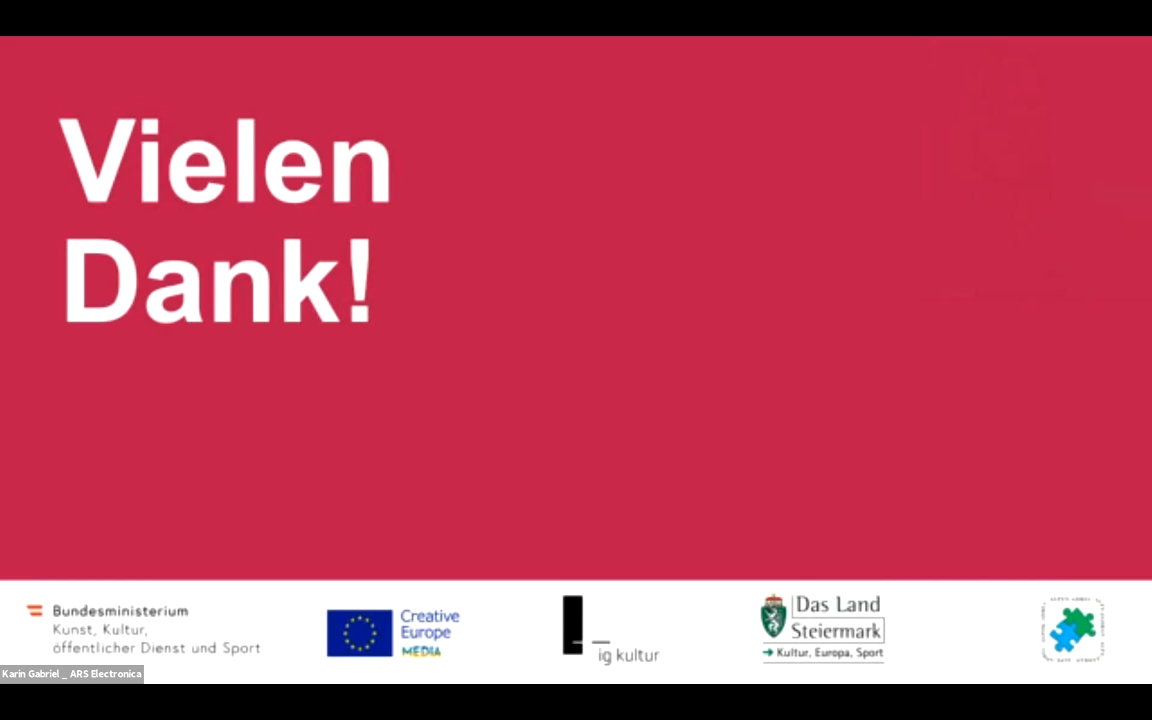 Vielen
Dank!
Bundesministerium
Kunst, Kultur,
öffentlicher Dienst und Sport
Creative
Europe
MEDIA
ig kultur
Das Land
Steiermark
Kultur, Europa, Sport
Karin Gabriel _ ARS Electronica